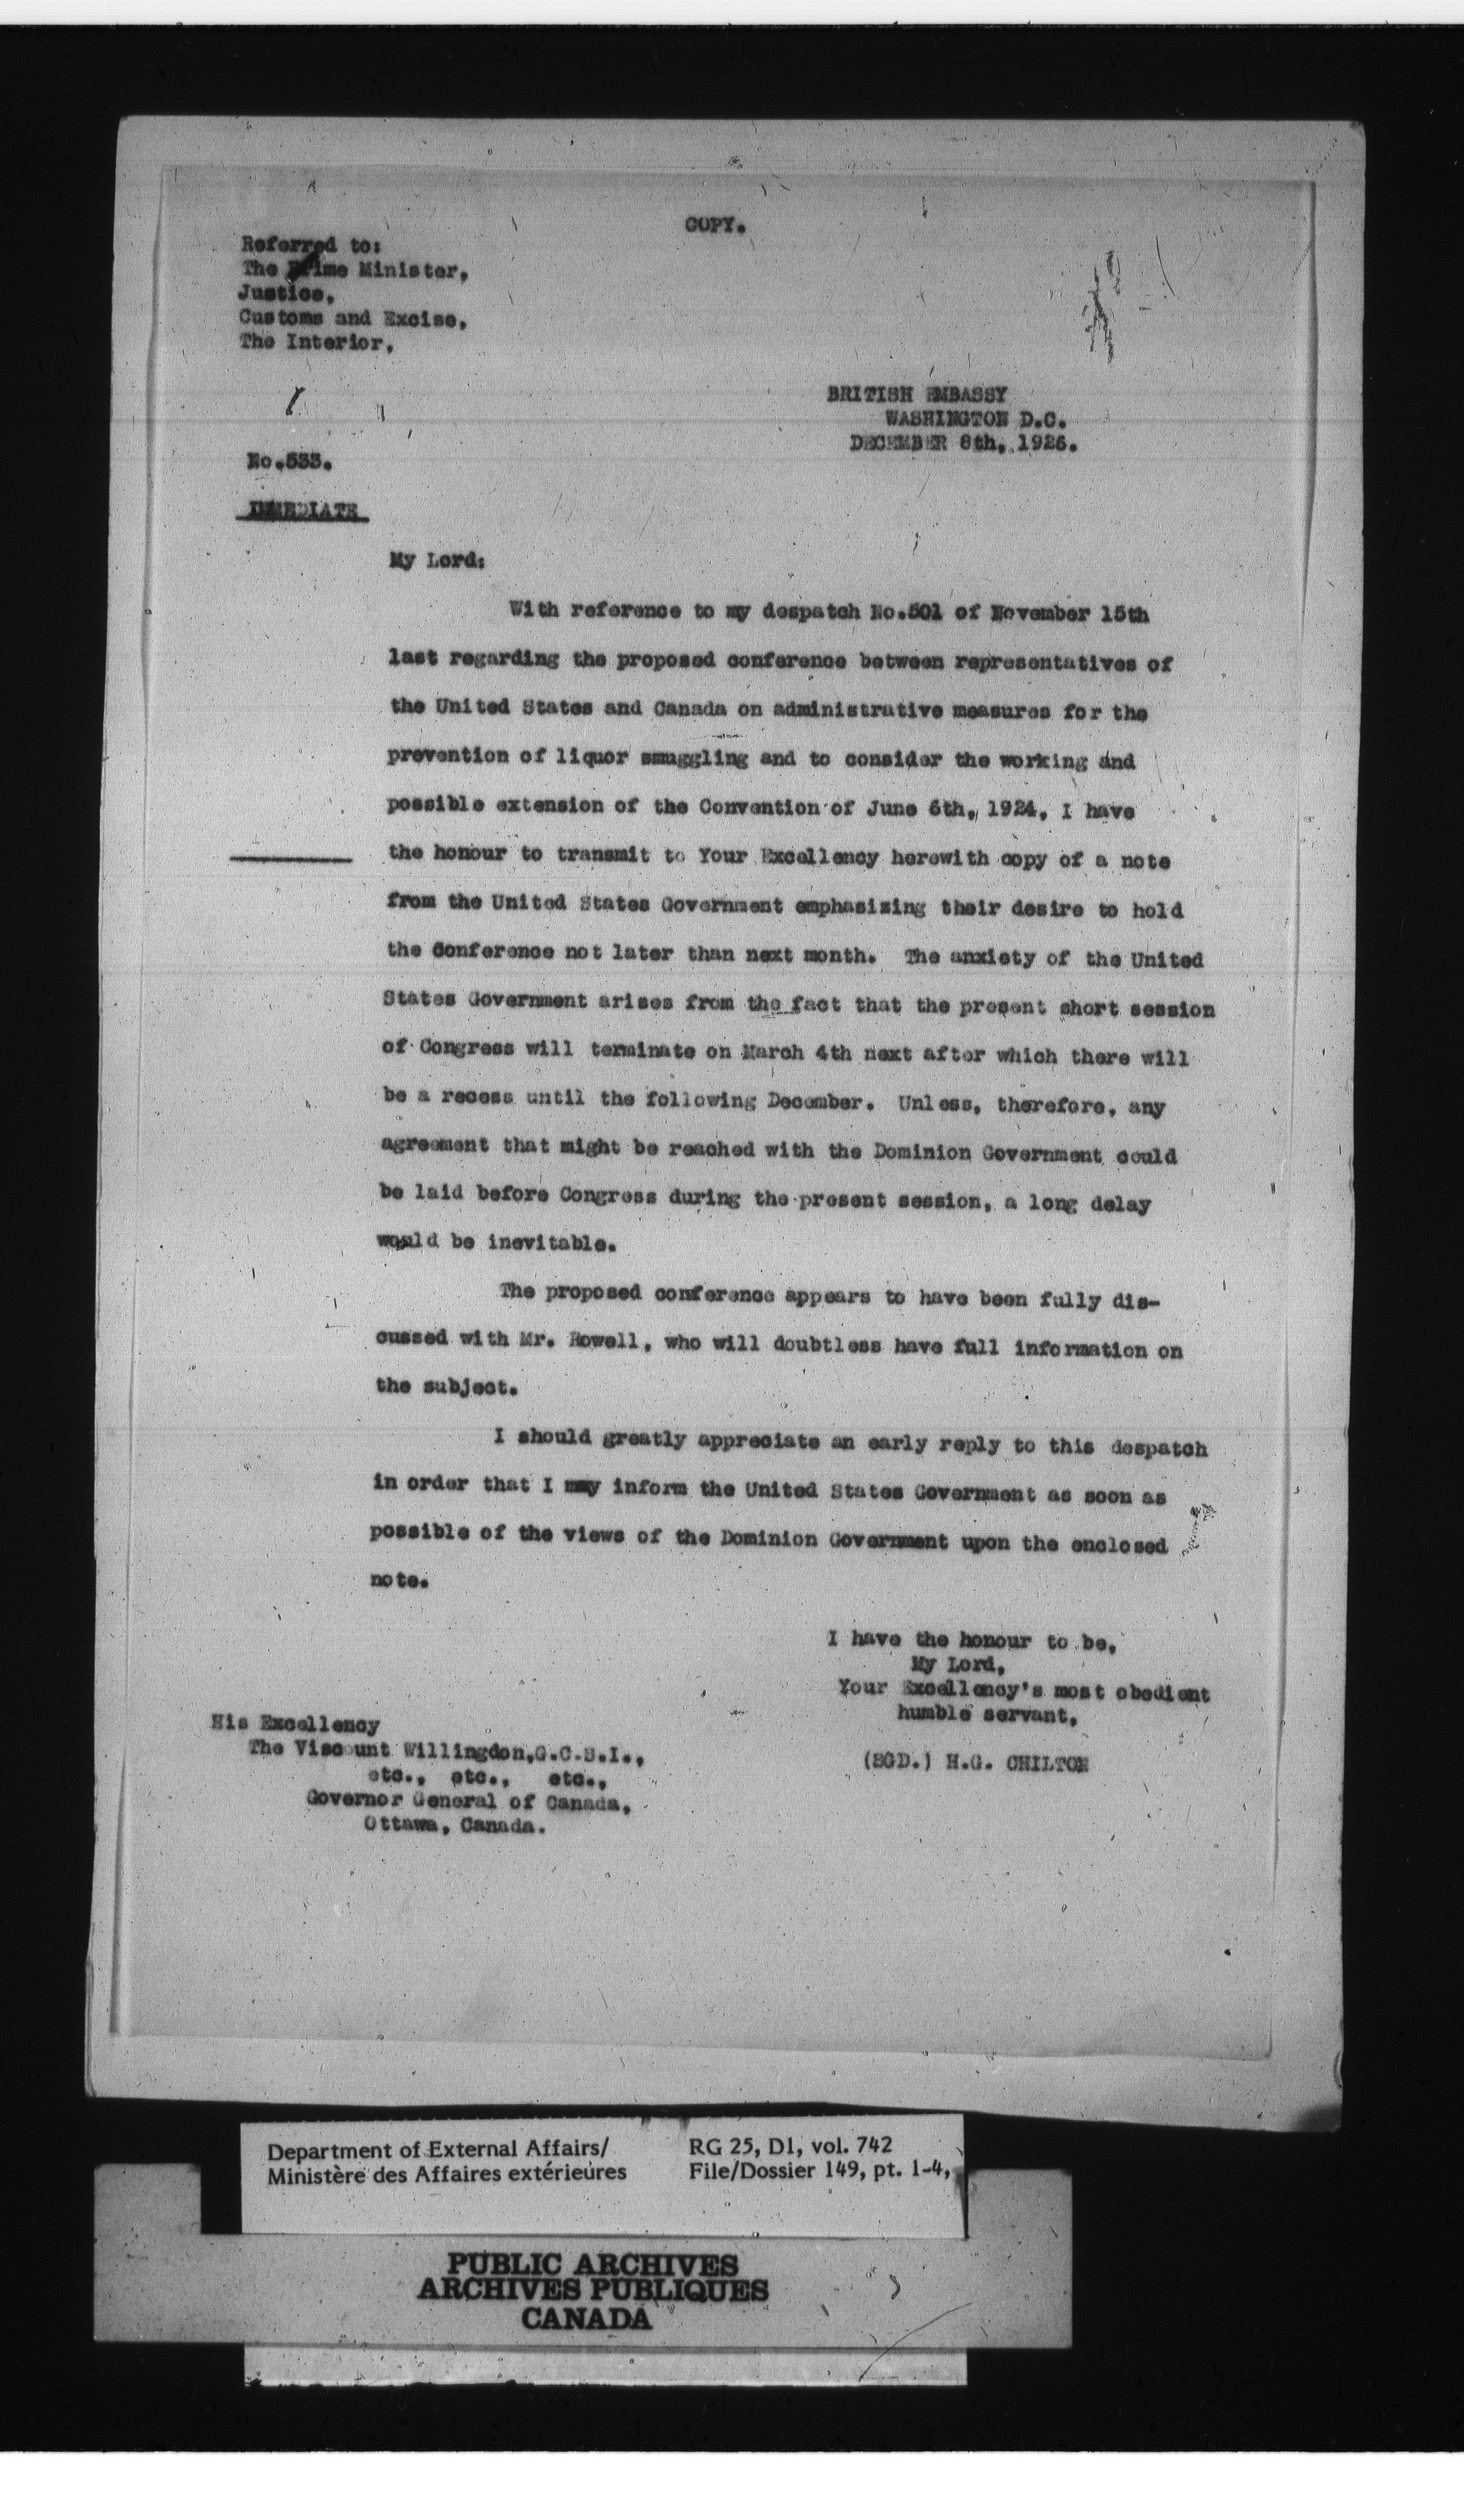 COPY.
Referred to:
The Prime Minister,
Justice,
Customs and Excise,
The Interior,
BRITISH EMBASSY
WASHINGTON D.C.
DECEMBER 8th, 1926.
No.533.
IMMEDIATE
My Lord:
With reference to my despatch No.501 of November 15th
last regarding the proposed conference between representatives of
the United States and Canada on administrative measures for the
prevention of liquor smuggling and to consider the working and
possible extension of the Convention of June 6th, 1924, I have
the honour to transmit to Your Excellency herewith copy of a note
from the United States Government emphasizing their desire to hold
the Conference not later than next month. The anxiety of the United
States Government arises from the fact that the present short session
of Congress will terminate on March 4th next after which there will
be a recess until the following December. Unless, therefore, any
agreement that might be reached with the Dominion Government could
be laid before Congress during the present session, a long delay
would be inevitable.
The proposed conference appears to have been fully dis-
cussed with Mr. Rowell, who will doubtless have full information on
the subject.
I should greatly appreciate an early reply to this despatch
in order that I may inform the United States Government as soon as
possible of the views of the Dominion Government upon the enclosed
note.
I have the honour to be,
My Lord,
Your Excellency's most obedient
humble servant,
(SGD.) H.G. CHILTON
His Excellency
The Viscount Willingdon,G.C.S.I.,
etc., etc., etc.,
Governor General of Canada,
Ottawa, Canada.
Department of External Affairs/
Ministère des Affaires extérieures
RG 25, D1, vol. 742
File/Dossier 149, pt. 1-4,
PUBLIC ARCHIVES
ARCHIVES PUBLIQUES
CANADA